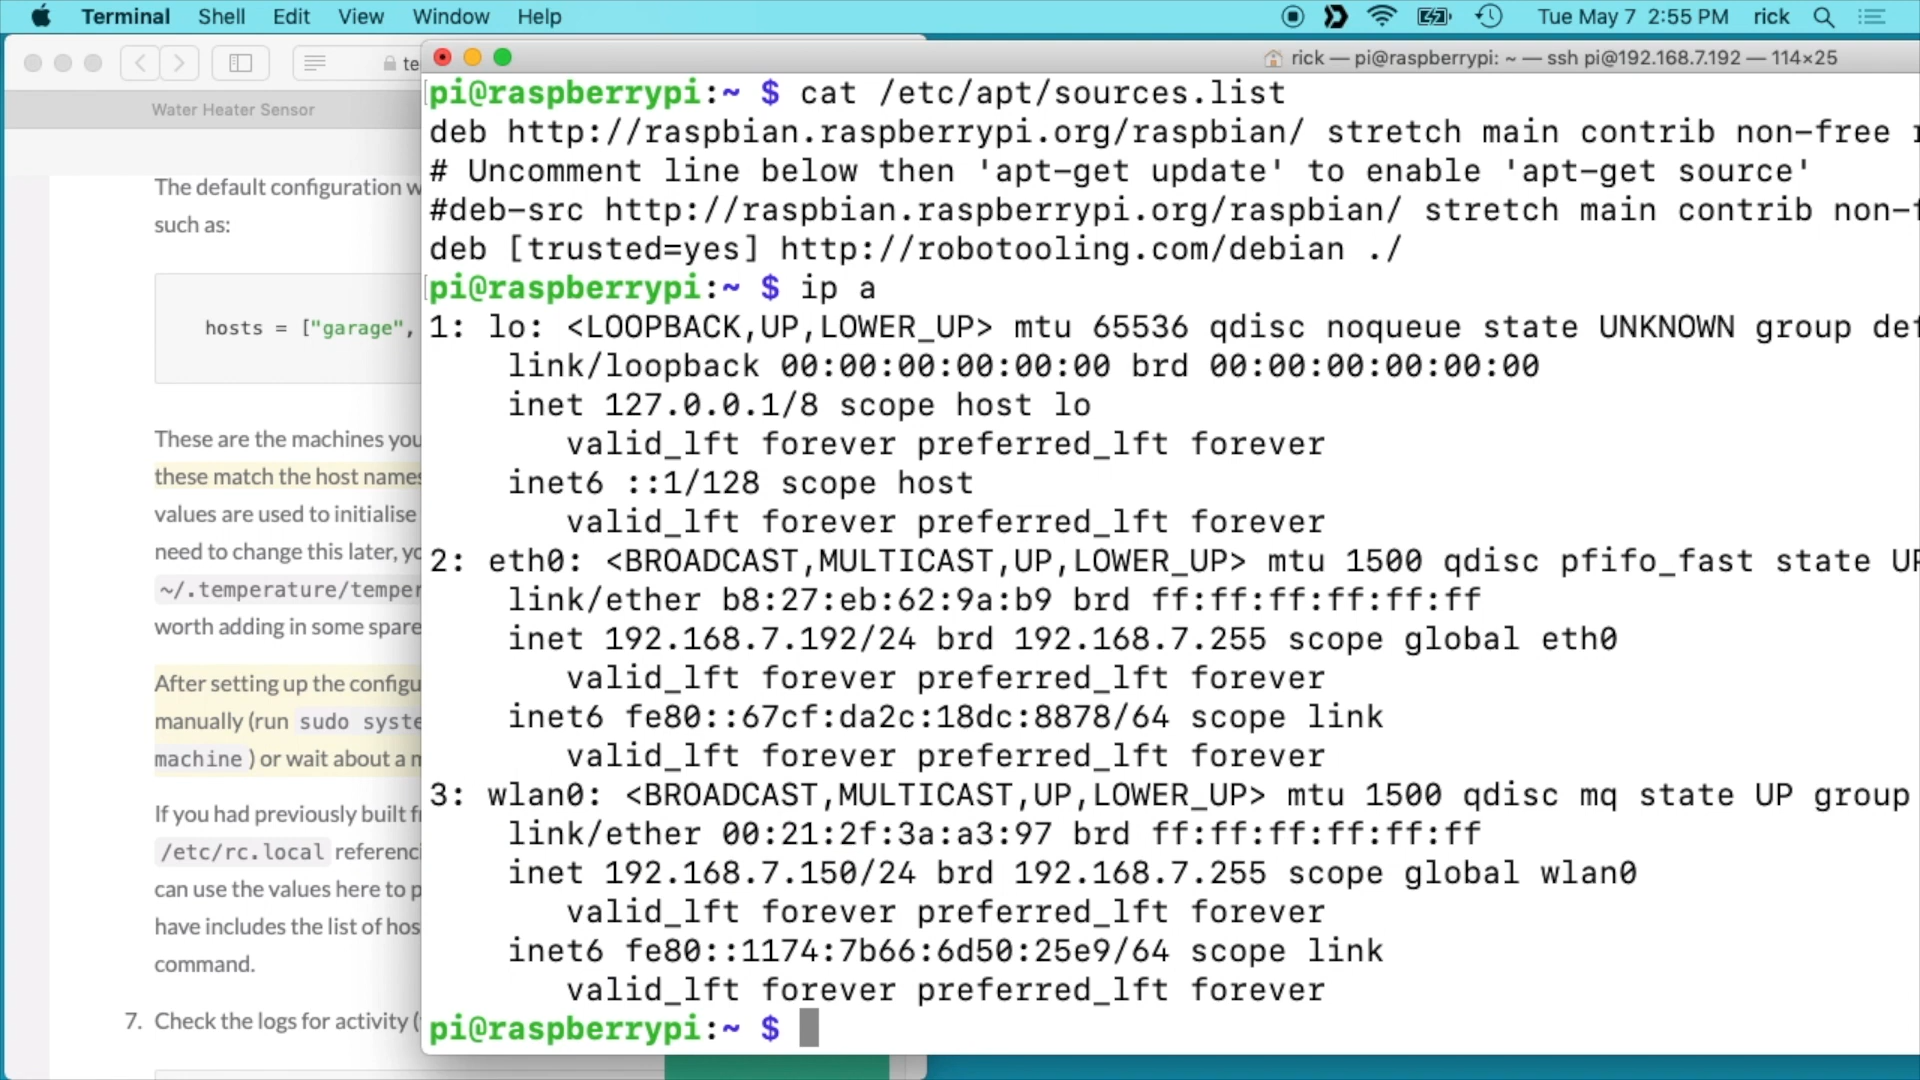 Terminal Shell Edit View Window Help Tue May 7 2:55 PM rick
te
rick — pi@raspberrypi: ~ — ssh pi@192.168.7.192 — 114×25
Water Heater Sensor
The default configuration w
such as:
hosts = ["garage",
These are the machines you
these match the host names
values are used to initialise
need to change this later, yo
~/.temperature/temper
worth adding in some spare
After setting up the configu
manually (run sudo syste
machine ) or wait about a m
If you had previously built f
/etc/rc.local referenci
can use the values here to p
have includes the list of hos
command.
7. Check the logs for activity (
pi@raspberrypi:~ $ cat /etc/apt/sources.list
deb http://raspbian.raspberrypi.org/raspbian/ stretch main contrib non-free r
# Uncomment line below then 'apt-get update' to enable 'apt-get source'
#deb-src http://raspbian.raspberrypi.org/raspbian/ stretch main contrib non-f
deb [trusted=yes] http://robotooling.com/debian ./
pi@raspberrypi:~ $ ip a
1: lo: <LOOPBACK,UP,LOWER_UP> mtu 65536 qdisc noqueue state UNKNOWN group def
link/loopback 00:00:00:00:00:00 brd 00:00:00:00:00:00
inet 127.0.0.1/8 scope host lo
valid_lft forever preferred_lft forever
inet6 ::1/128 scope host
valid_lft forever preferred_lft forever
2: eth0: <BROADCAST,MULTICAST,UP,LOWER_UP> mtu 1500 qdisc pfifo_fast state UP
link/ether b8:27:eb:62:9a:b9 brd ff:ff:ff:ff:ff:ff
inet 192.168.7.192/24 brd 192.168.7.255 scope global eth0
valid_lft forever preferred_lft forever
inet6 fe80::67cf:da2c:18dc:8878/64 scope link
valid_lft forever preferred_lft forever
3: wlan0: <BROADCAST,MULTICAST,UP,LOWER_UP> mtu 1500 qdisc mq state UP group
link/ether 00:21:2f:3a:a3:97 brd ff:ff:ff:ff:ff:ff
inet 192.168.7.150/24 brd 192.168.7.255 scope global wlan0
valid_lft forever preferred_lft forever
inet6 fe80::1174:7b66:6d50:25e9/64 scope link
valid_lft forever preferred_lft forever
pi@raspberrypi:~ $